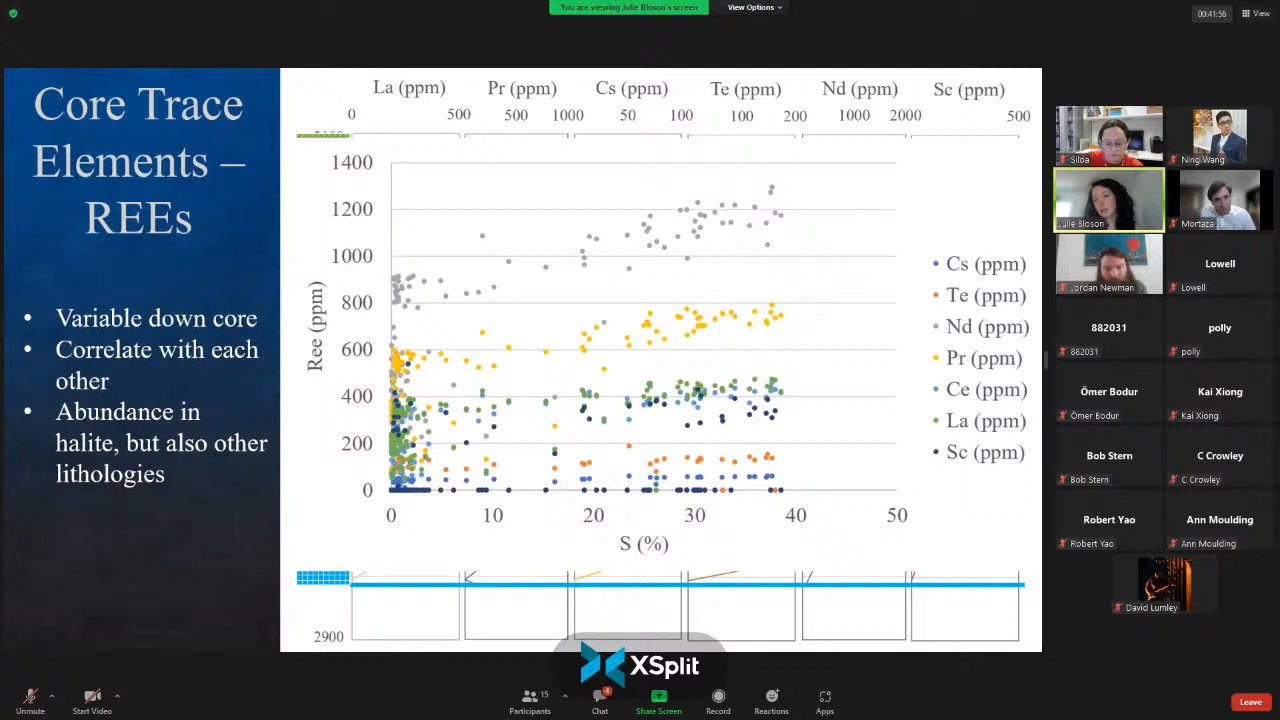 You are viewing Julie Bloson's screen
View Options
00:41:56
View
Core Trace
Elements –
REEs
• Variable down core
• Correlate with each
other
• Abundance in
halite, but also other
lithologies
La (ppm)
Pr (ppm)
Cs (ppm)
Te (ppm)
Nd (ppm)
Sc (ppm)
0
500
500
1000
50
100
100
200
1000
2000
500
1400
1200
1000
800
600
400
200
0
Ree (ppm)
0
10
20
30
40
50
S (%)
Cs (ppm)
Te (ppm)
Nd (ppm)
Pr (ppm)
Ce (ppm)
La (ppm)
Sc (ppm)
2900
XSplit
Siloa
Ning Wang
Julie Bloson
Mortaza
Jordan Newman
Lowell
Lowell
882031
882031
polly
polly
Ömer Bodur
Ömer Bodur
Kai Xiong
Kai Xiong
Bob Stern
Bob Stern
C Crowley
C Crowley
Robert Yao
Robert Yao
Ann Moulding
Ann Moulding
David Lumley
Unmute
Start Video
15
Participants
4
Chat
Share Screen
Record
Reactions
Apps
Leave